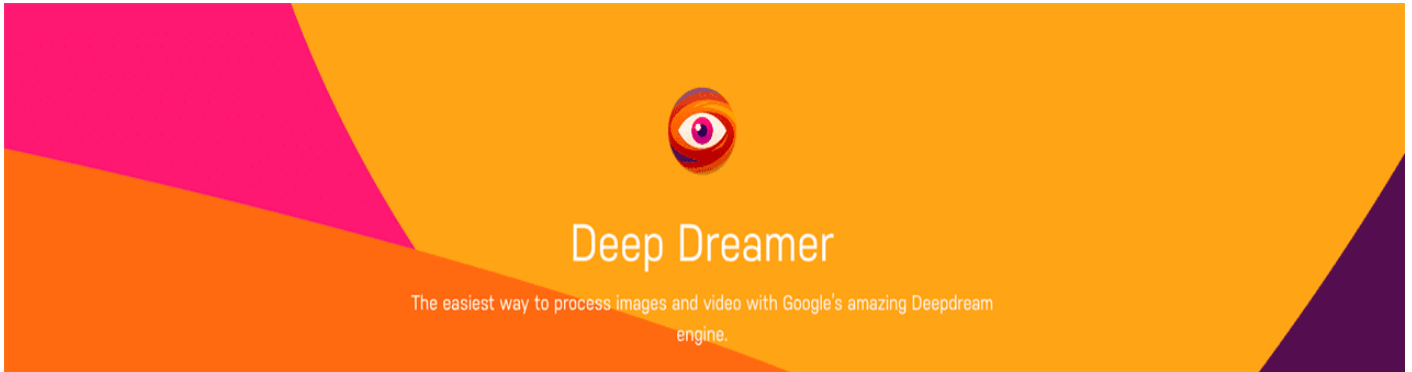 Deep Dreamer
The easiest way to process images and video with Google's amazing Deepdream
engine.